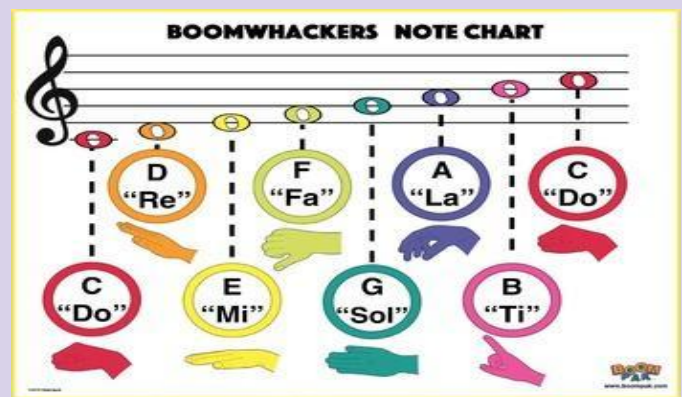 BOOMWHACKERS NOTE CHART
D
"Re"
F
"Fa"
A
"La"
C
"Do"
C
"Do"
E
"Mi"
G
"Sol"
B
"Ti"
BOOM
PAK
www.boompak.com